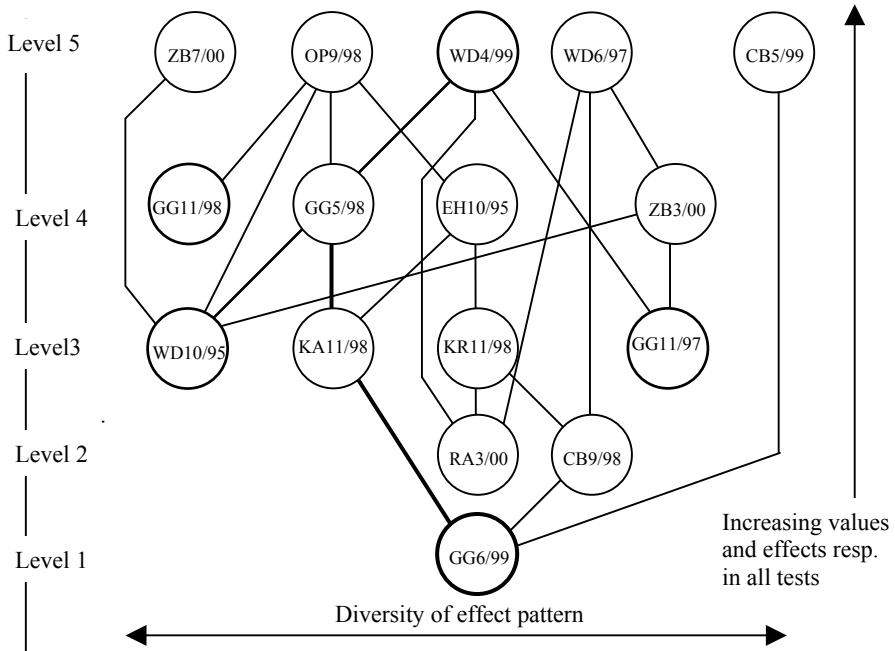 Level 5
ZB7/00
OP9/98
WD4/99
WD6/97
CB5/99
Level 4
GG11/98
GG5/98
EH10/95
ZB3/00
Level3
WD10/95
KA11/98
KR11/98
GG11/97
Level 2
RA3/00
CB9/98
Level 1
GG6/99
Increasing values
and effects resp.
in all tests
Diversity of effect pattern